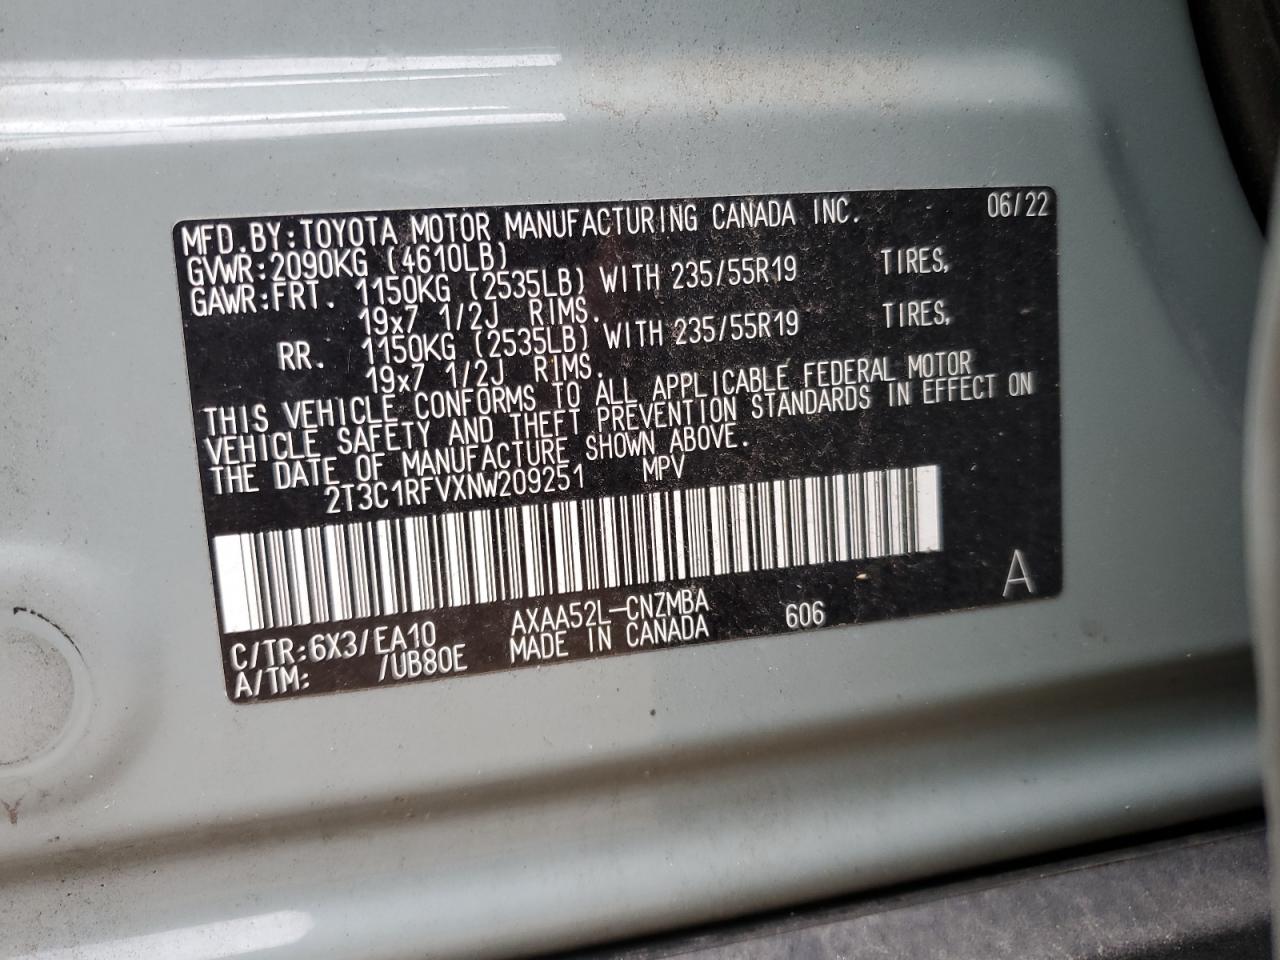 MFD.BY:TOYOTA MOTOR MANUFACTURING CANADA INC. 06/22
GVWR:2090KG (4610LB)
GAWR:FRT. 1150KG (2535LB) WITH 235/55R19 TIRES,
19x7 1/2J RIMS.
RR. 1150KG (2535LB) WITH 235/55R19 TIRES,
19x7 1/2J RIMS.
THIS VEHICLE CONFORMS TO ALL APPLICABLE FEDERAL MOTOR
VEHICLE SAFETY AND THEFT PREVENTION STANDARDS IN EFFECT ON
THE DATE OF MANUFACTURE SHOWN ABOVE.
2T3C1RFVXNW209251 MPV
C/TR:6X3/EA10 AXAA52L-CNZMBA 606 A
A/TM: /UB80E MADE IN CANADA